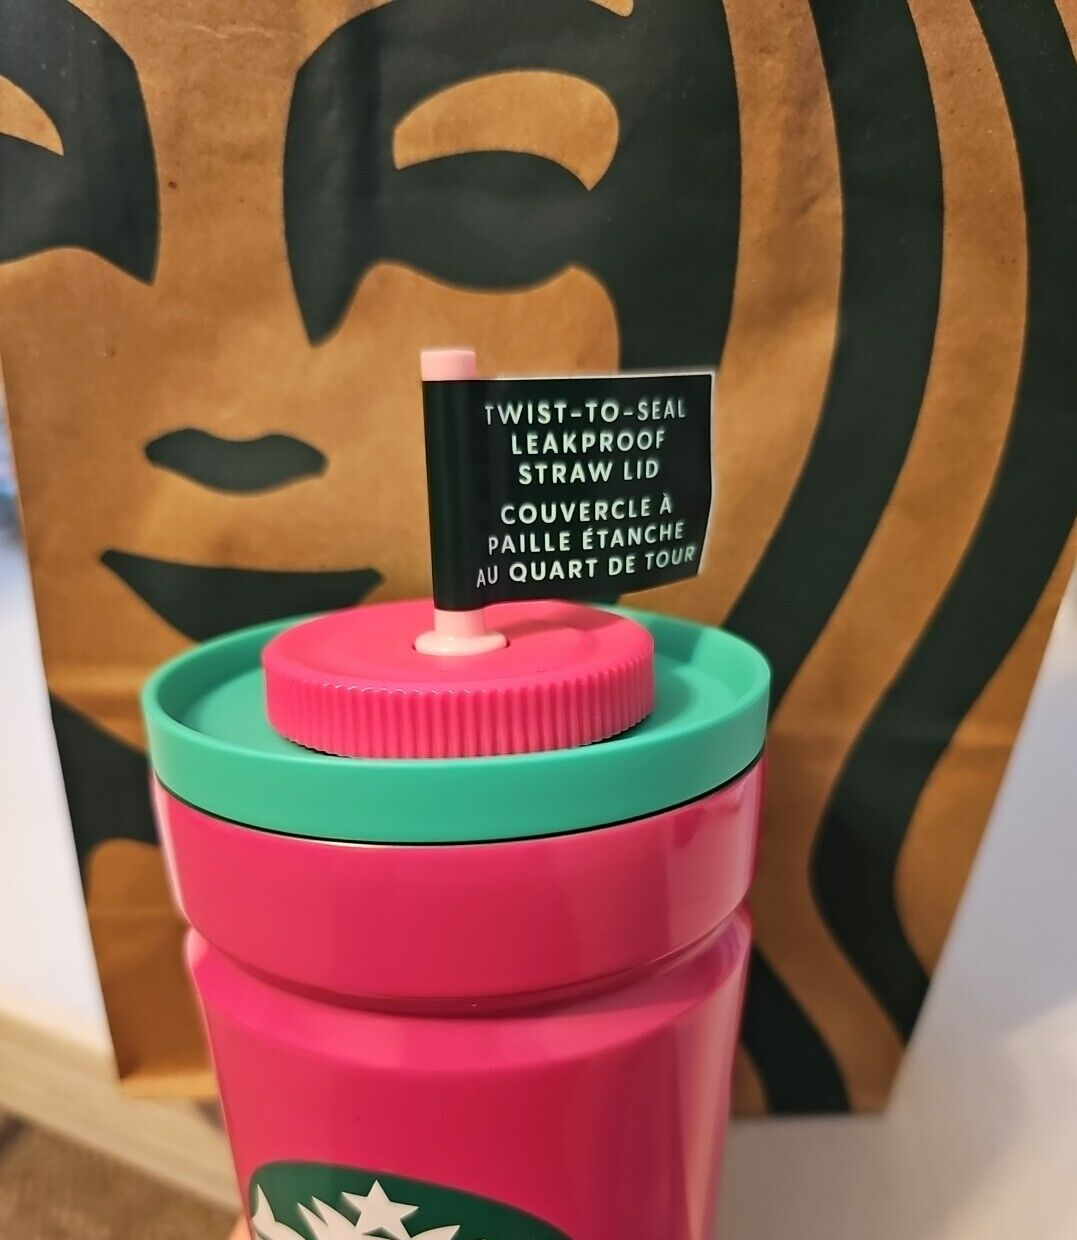 TWIST-TO-SEAL
LEAKPROOF
STRAW LID
COUVERCLE À
PAILLE ÉTANCHE
AU QUART DE TOUR